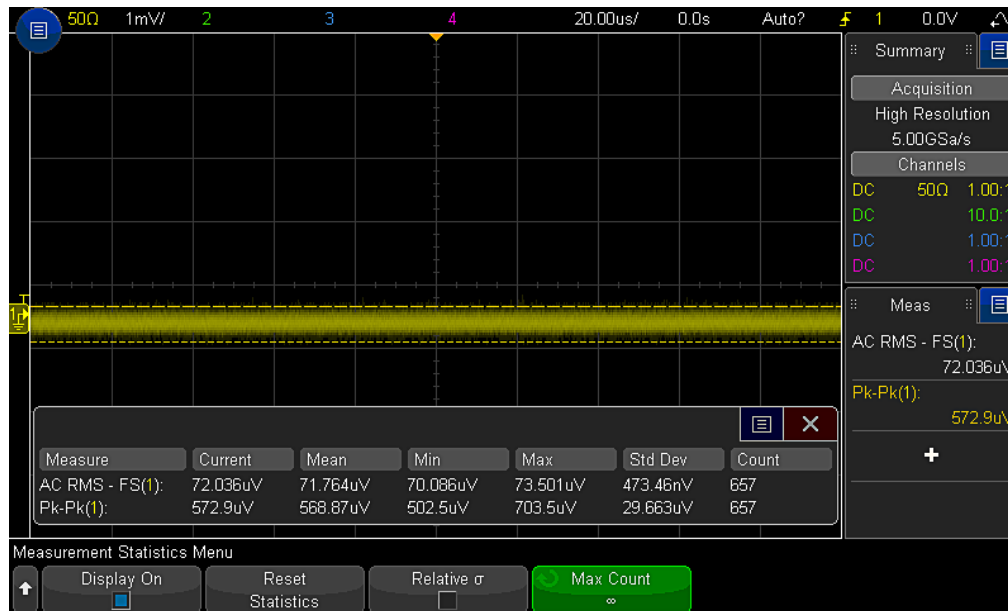 50Ω 1mV/ 2 3 4 20.00us/ 0.0s Auto? 1 0.0V
Summary
Acquisition
High Resolution
5.00GSa/s
Channels
DC 50Ω 1.00:1
DC 10.0:1
DC 1.00:1
DC 1.00:1
T
1
Meas
AC RMS - FS(1):
72.036uV
Pk-Pk(1):
572.9uV
Measure Current Mean Min Max Std Dev Count
AC RMS - FS(1): 72.036uV 71.764uV 70.086uV 73.501uV 473.46nV 657
Pk-Pk(1): 572.9uV 568.87uV 502.5uV 703.5uV 29.663uV 657
Measurement Statistics Menu
Display On
Reset
Statistics
Relative σ
Max Count
∞